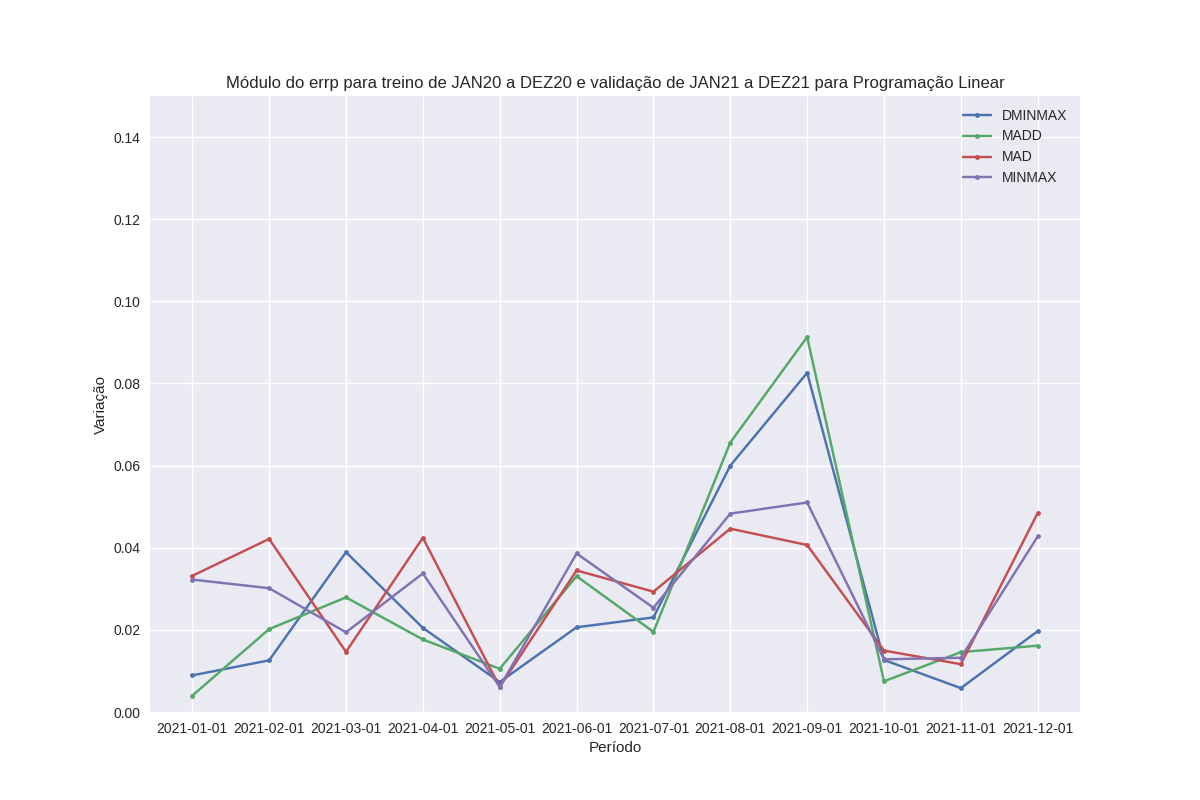 Módulo do errp para treino de JAN20 a DEZ20 e validação de JAN21 a DEZ21 para Programação Linear
DMINMAX
MADD
MAD
MINMAX
0.14
0.12
0.10
0.08
0.06
0.04
0.02
0.00
Variação
2021-01-01 2021-02-01 2021-03-01 2021-04-01 2021-05-01 2021-06-01 2021-07-01 2021-08-01 2021-09-01 2021-10-01 2021-11-01 2021-12-01
Período